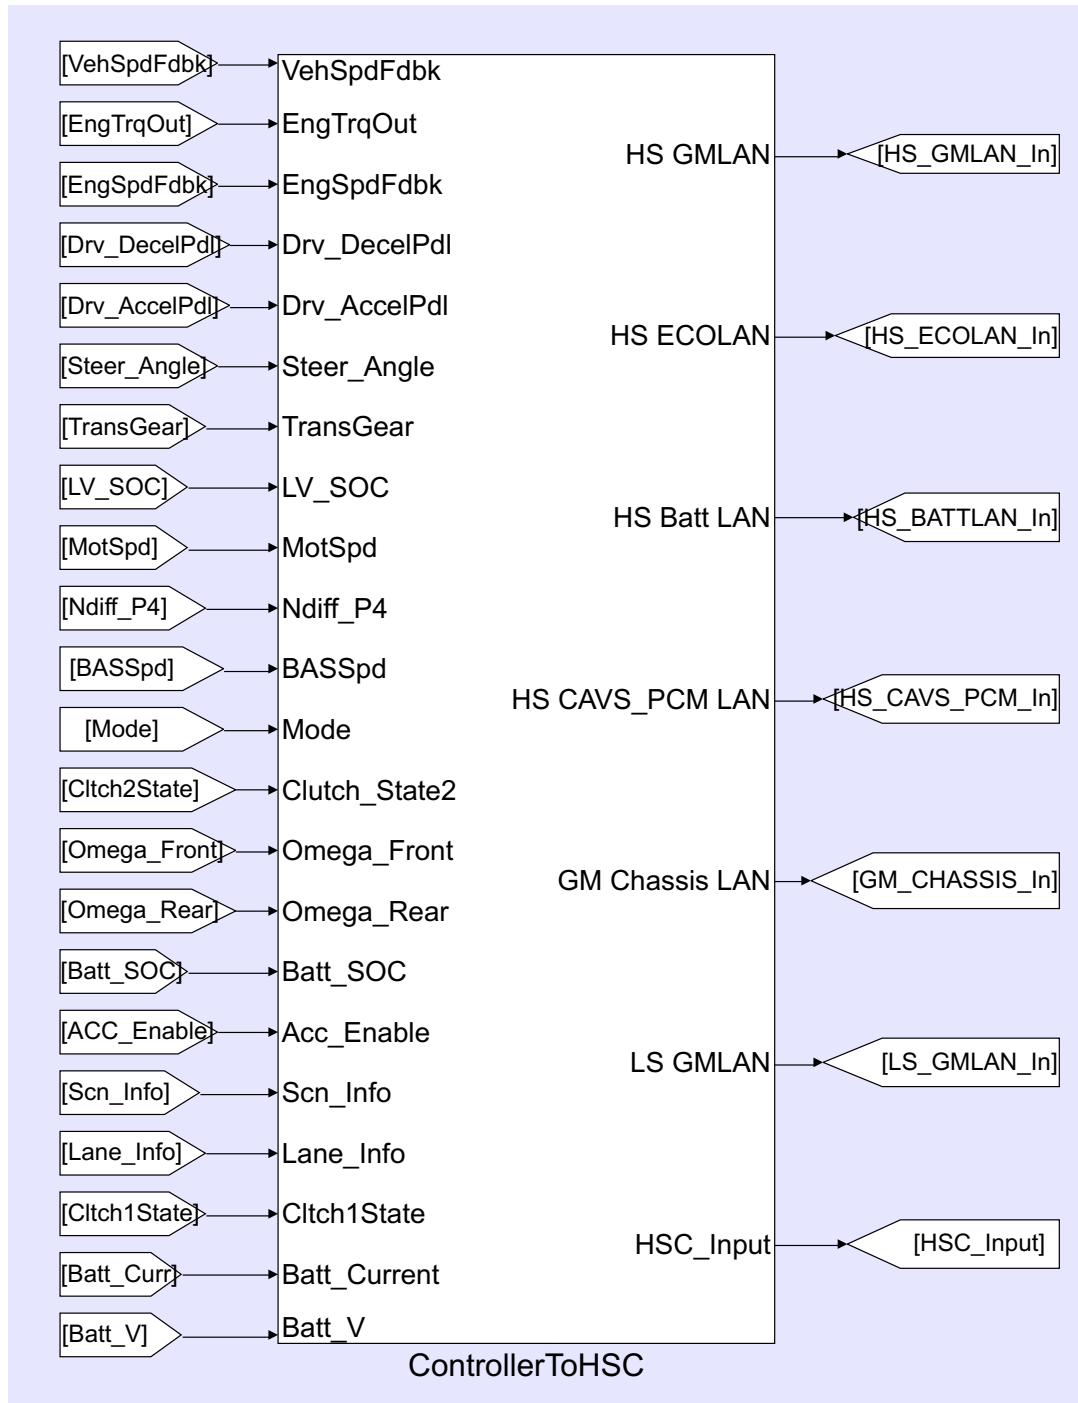 [VehSpdFdbk]
VehSpdFdbk
[EngTrqOut]
EngTrqOut
[EngSpdFdbk]
EngSpdFdbk
[Drv_DecelPdl]
Drv_DecelPdl
[Drv_AccelPdl]
Drv_AccelPdl
[Steer_Angle]
Steer_Angle
[TransGear]
TransGear
[LV_SOC]
LV_SOC
[MotSpd]
MotSpd
[Ndiff_P4]
Ndiff_P4
[BASSpd]
BASSpd
[Mode]
Mode
[Cltch2State]
Clutch_State2
[Omega_Front]
Omega_Front
[Omega_Rear]
Omega_Rear
[Batt_SOC]
Batt_SOC
[ACC_Enable]
Acc_Enable
[Scn_Info]
Scn_Info
[Lane_Info]
Lane_Info
[Cltch1State]
Cltch1State
[Batt_Curr]
Batt_Current
[Batt_V]
Batt_V
HS GMLAN
[HS_GMLAN_In]
HS ECOLAN
[HS_ECOLAN_In]
HS Batt LAN
[HS_BATTLAN_In]
HS CAVS_PCM LAN
[HS_CAVS_PCM_In]
GM Chassis LAN
[GM_CHASSIS_In]
LS GMLAN
[LS_GMLAN_In]
HSC_Input
[HSC_Input]
ControllerToHSC